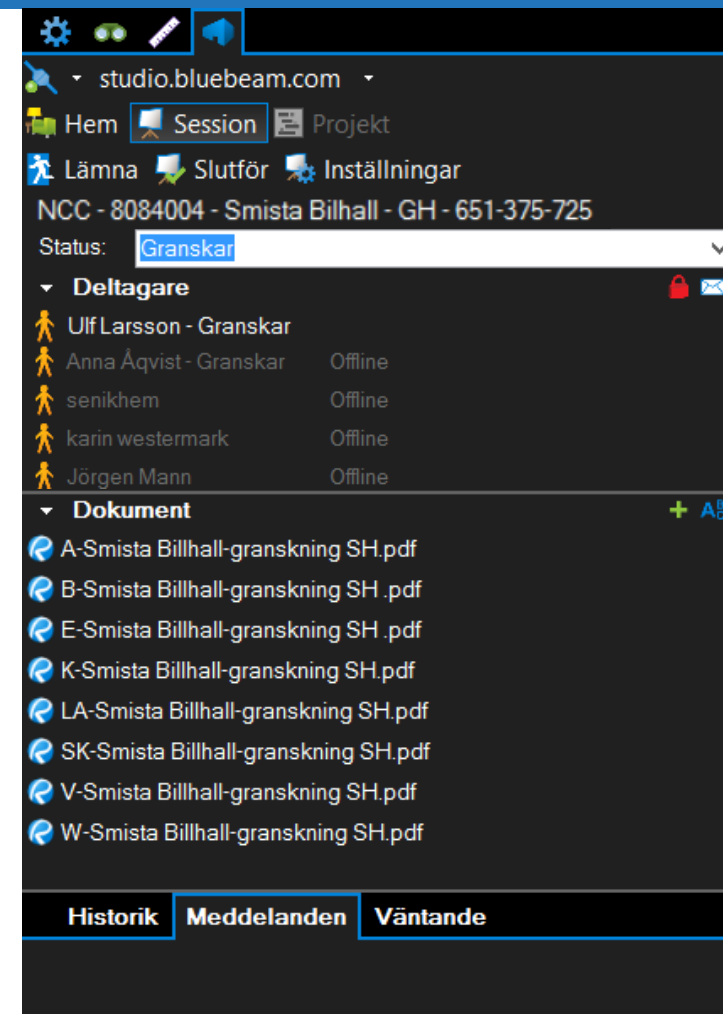 studio.bluebeam.com
Hem Session Projekt
Lämna Slutför Inställningar
NCC - 8084004 - Smista Bilhall - GH - 651-375-725
Status: Granskar
Deltagare
Ulf Larsson - Granskar
Anna Åqvist - Granskar Offline
senikhem Offline
karin westermark Offline
Jörgen Mann Offline
Dokument
A-Smista Billhall-granskning SH.pdf
B-Smista Billhall-granskning SH .pdf
E-Smista Billhall-granskning SH .pdf
K-Smista Billhall-granskning SH.pdf
LA-Smista Billhall-granskning SH.pdf
SK-Smista Billhall-granskning SH.pdf
V-Smista Billhall-granskning SH.pdf
W-Smista Billhall-granskning SH.pdf
Historik Meddelanden Väntande